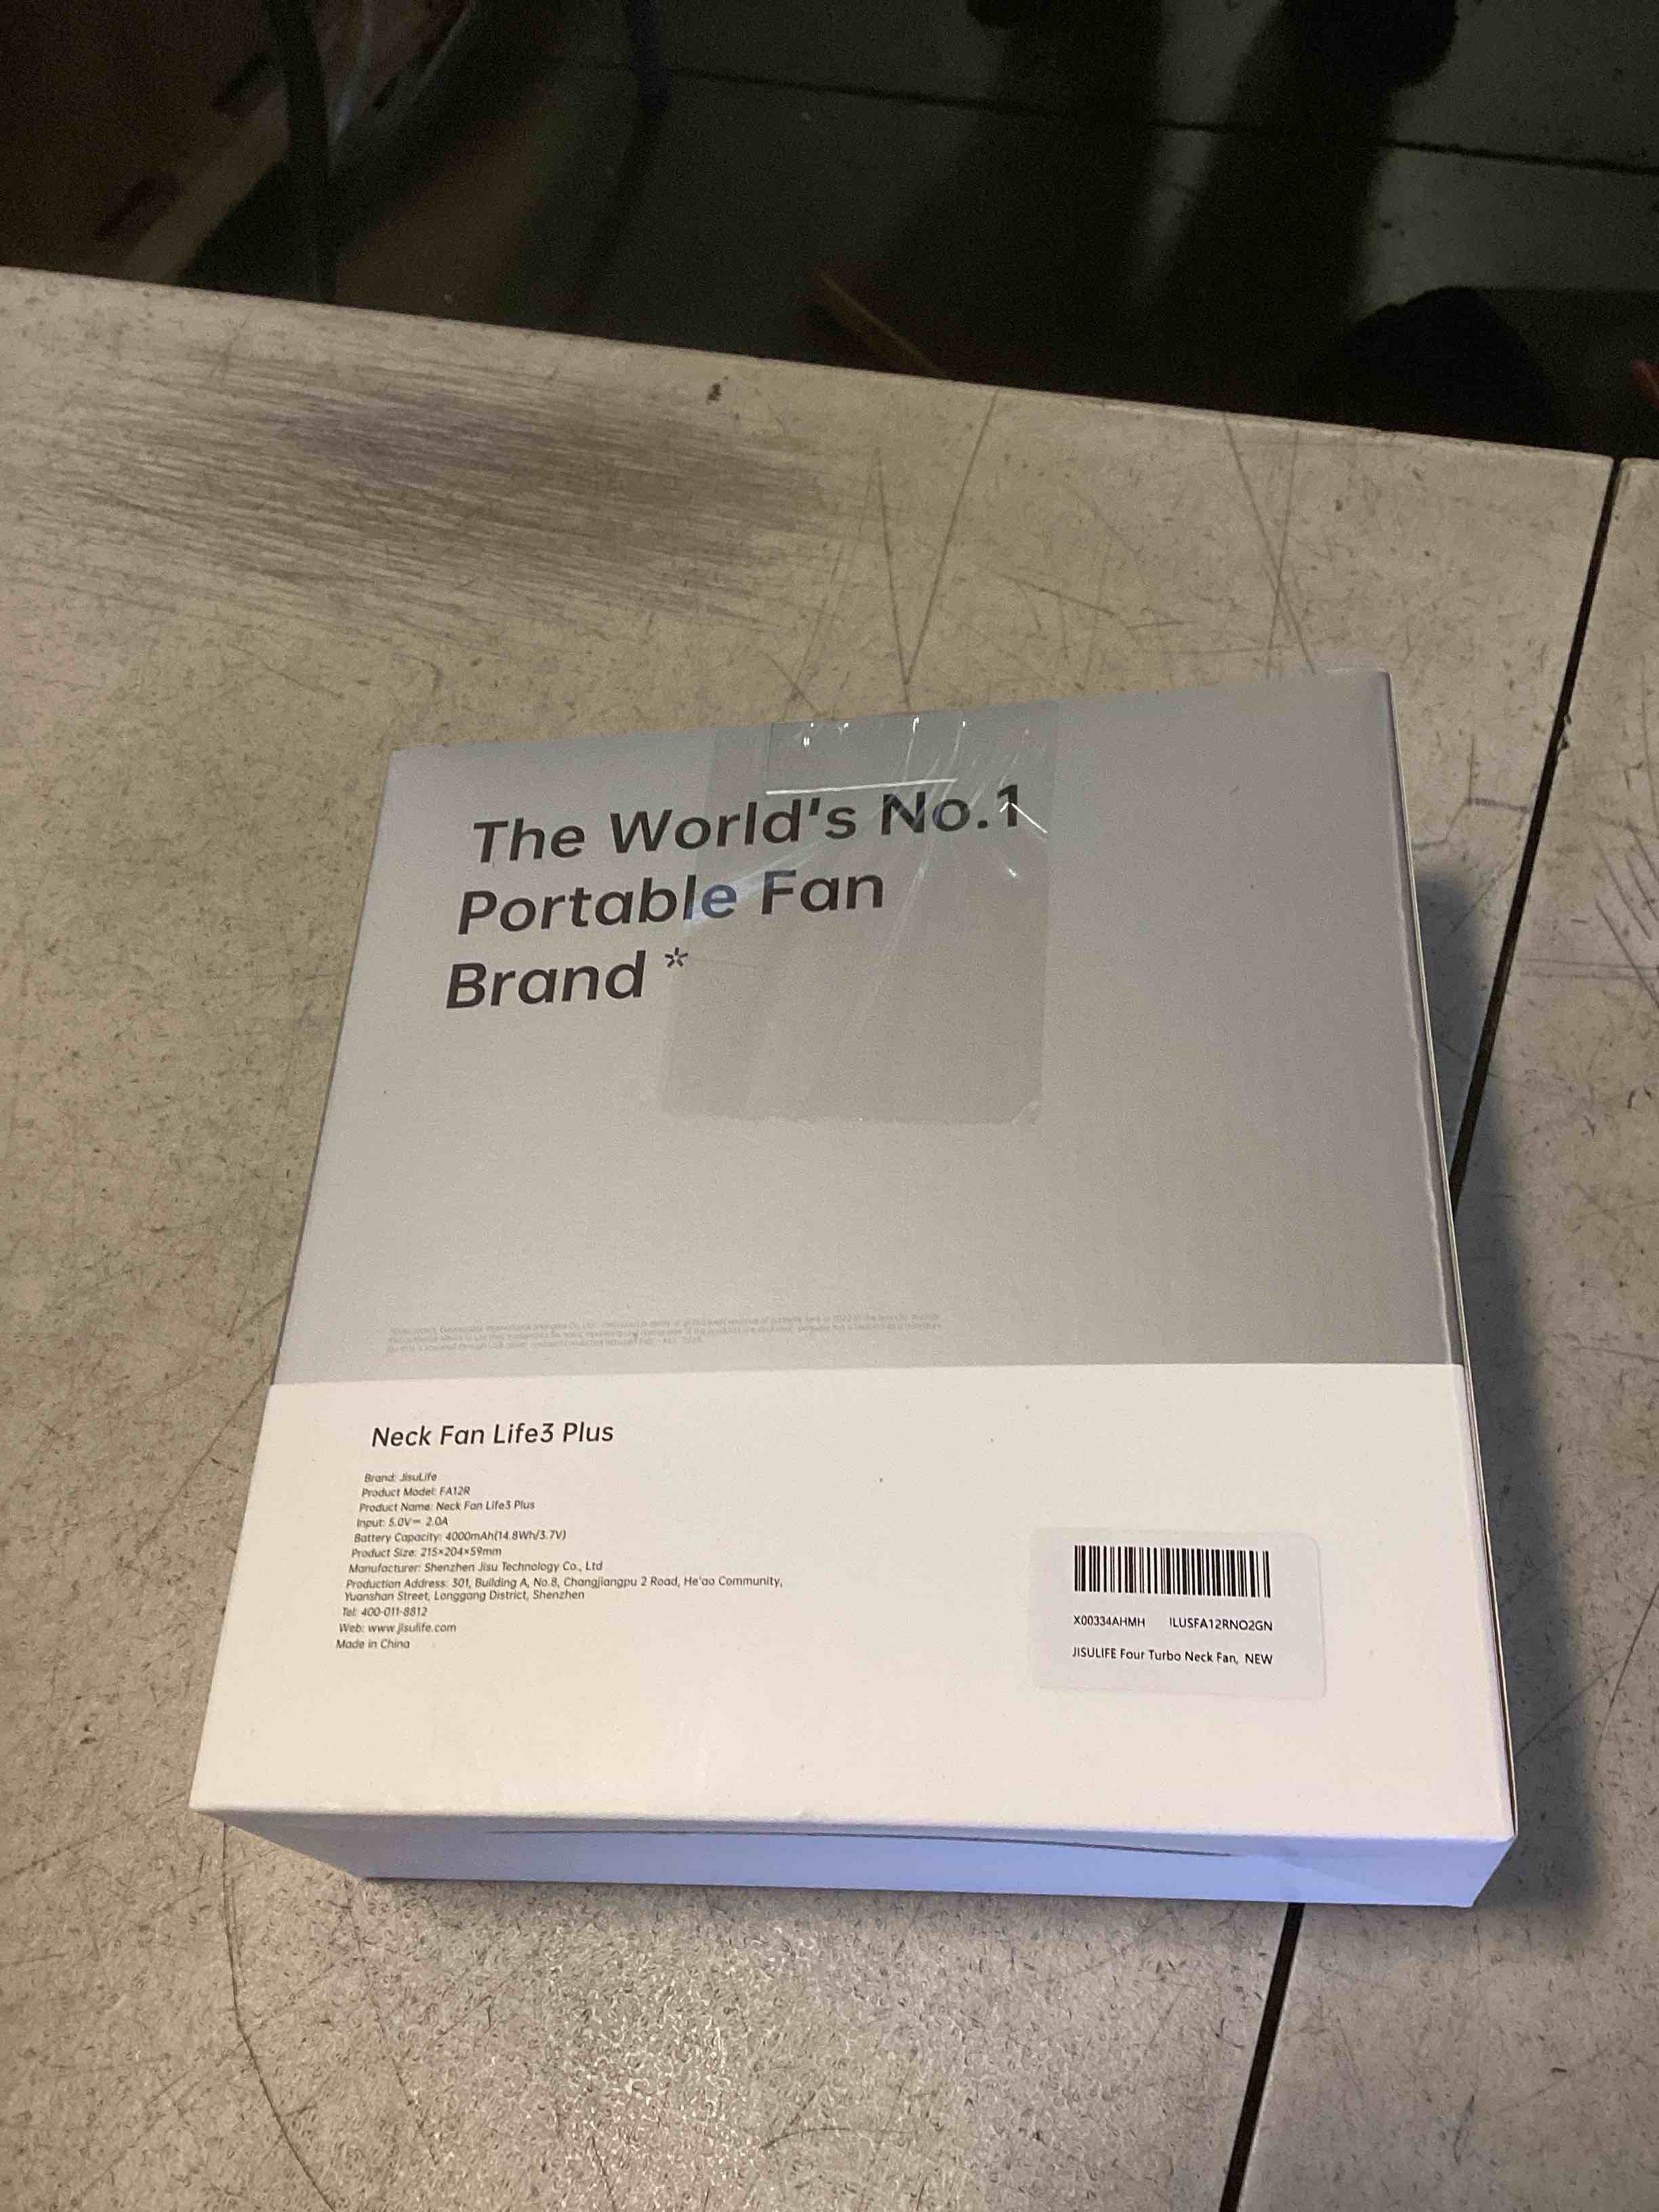 The World's No.1
Portable Fan
Brand *
Neck Fan Life3 Plus
Brand: JisuLife
Product Model: FA12R
Product Name: Neck Fan Life3 Plus
Input: 5.0V⎓ 2.0A
Battery Capacity: 4000mAh(14.8Wh/3.7V)
Product Size: 215×204×59mm
Manufacturer: Shenzhen Jisu Technology Co., Ltd
Production Address: 301, Building A, No.8, Changjiangpu 2 Road, He'ao Community,
Yuanshan Street, Longgang District, Shenzhen
Tel: 400-011-8812
Web: www.jisulife.com
Made in China
X00334AHMH ILUSFA12RNO2GN
JISULIFE Four Turbo Neck Fan, NEW